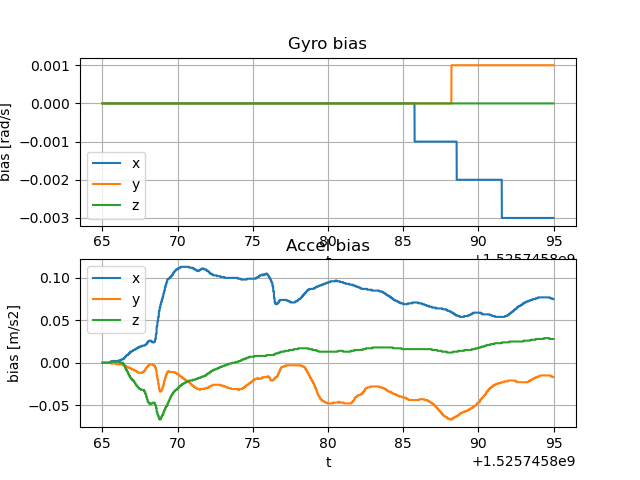 Gyro bias
bias [rad/s]
0.001
0.000
−0.001
−0.002
−0.003
x
y
z
65 70 75 80 85 90 95
t
+1.5257458e9
Accel bias
bias [m/s2]
0.10
0.05
0.00
−0.05
x
y
z
65 70 75 80 85 90 95
t
+1.5257458e9